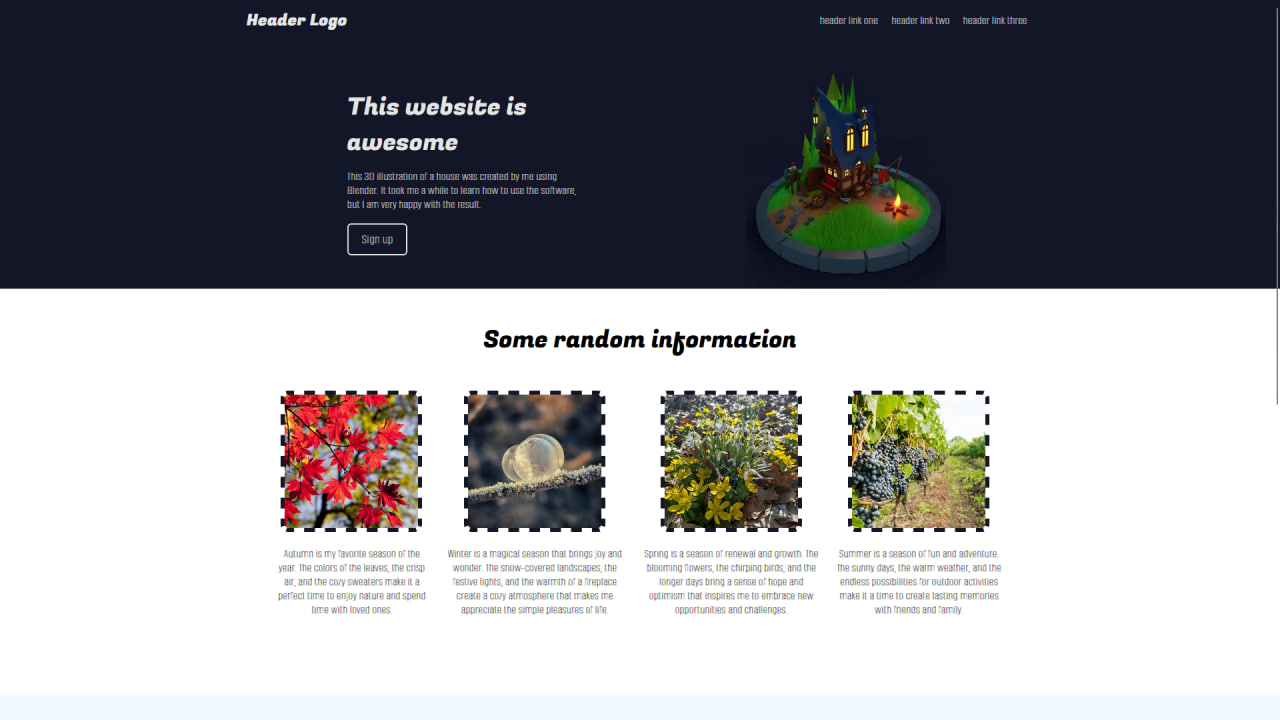 Header Logo
header link one header link two header link three
This website is
awesome
This 3D illustration of a house was created by me using
Blender. It took me a while to learn how to use the software,
but I am very happy with the result.
Sign up
Some random information
Autumn is my favorite season of the
year. The colors of the leaves, the crisp
air, and the cozy sweaters make it a
perfect time to enjoy nature and spend
time with loved ones.
Winter is a magical season that brings joy and
wonder. The snow-covered landscapes, the
festive lights, and the warmth of a fireplace
create a cozy atmosphere that makes me
appreciate the simple pleasures of life.
Spring is a season of renewal and growth. The
blooming flowers, the chirping birds, and the
longer days bring a sense of hope and
optimism that inspires me to embrace new
opportunities and challenges.
Summer is a season of fun and adventure.
The sunny days, the warm weather, and the
endless possibilities for outdoor activities
make it a time to create lasting memories
with friends and family.